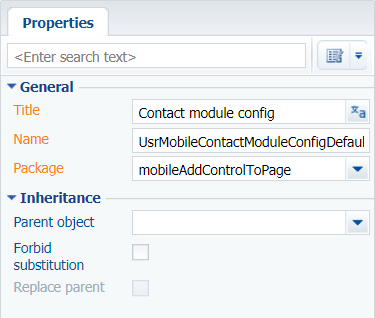 Properties
<Enter search text>
General
Title Contact module config
Name UsrMobileContactModuleConfigDefaul
Package mobileAddControlToPage
Inheritance
Parent object
Forbid
substitution
Replace parent